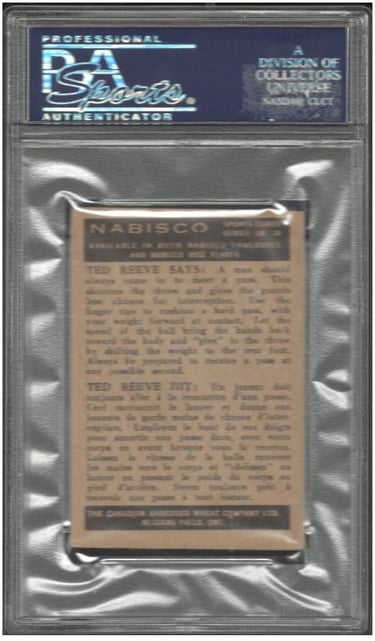 PROFESSIONAL
PSA
Sports®
AUTHENTICATOR
A
DIVISION OF
COLLECTORS
UNIVERSE
NASDAQ: CLCT
NABISCO
SPORTS CARDS
SERIES OF
AVAILABLE IN BOTH NABISCO SHREDDIES
AND NABISCO RICE FLAKES
TED REEVE SAYS: A man should
always come in to meet a pass. This
shortens the throw and gives the guards
less chance for interception. Use the
finger tips to cushion a hard pass, with
your weight forward at contact. Let the
speed of the ball bring the hands back
toward the body and "give" to the throw
by shifting the weight to the rear foot.
Always be prepared to receive a pass at
any possible second.
TED REEVE DIT: Un joueur doit
toujours aller à la rencontre d'une passe.
Ceci raccourcit le lancer et donne aux
joueurs de garde moins de chance d'inter-
ception. Employez le bout de vos doigts
pour amortir une passe dure, avec votre
corps en avant lorsque vous la recevez.
Laissez la vitesse de la balle ramener
les mains vers le corps et
lancer en passant le poids du corps au
pied d'arrière. Soyez toujours prêt à
recevoir une passe à tout instant.
THE CANADIAN SHREDDED WHEAT COMPANY LTD.
NIAGARA FALLS, ONT.